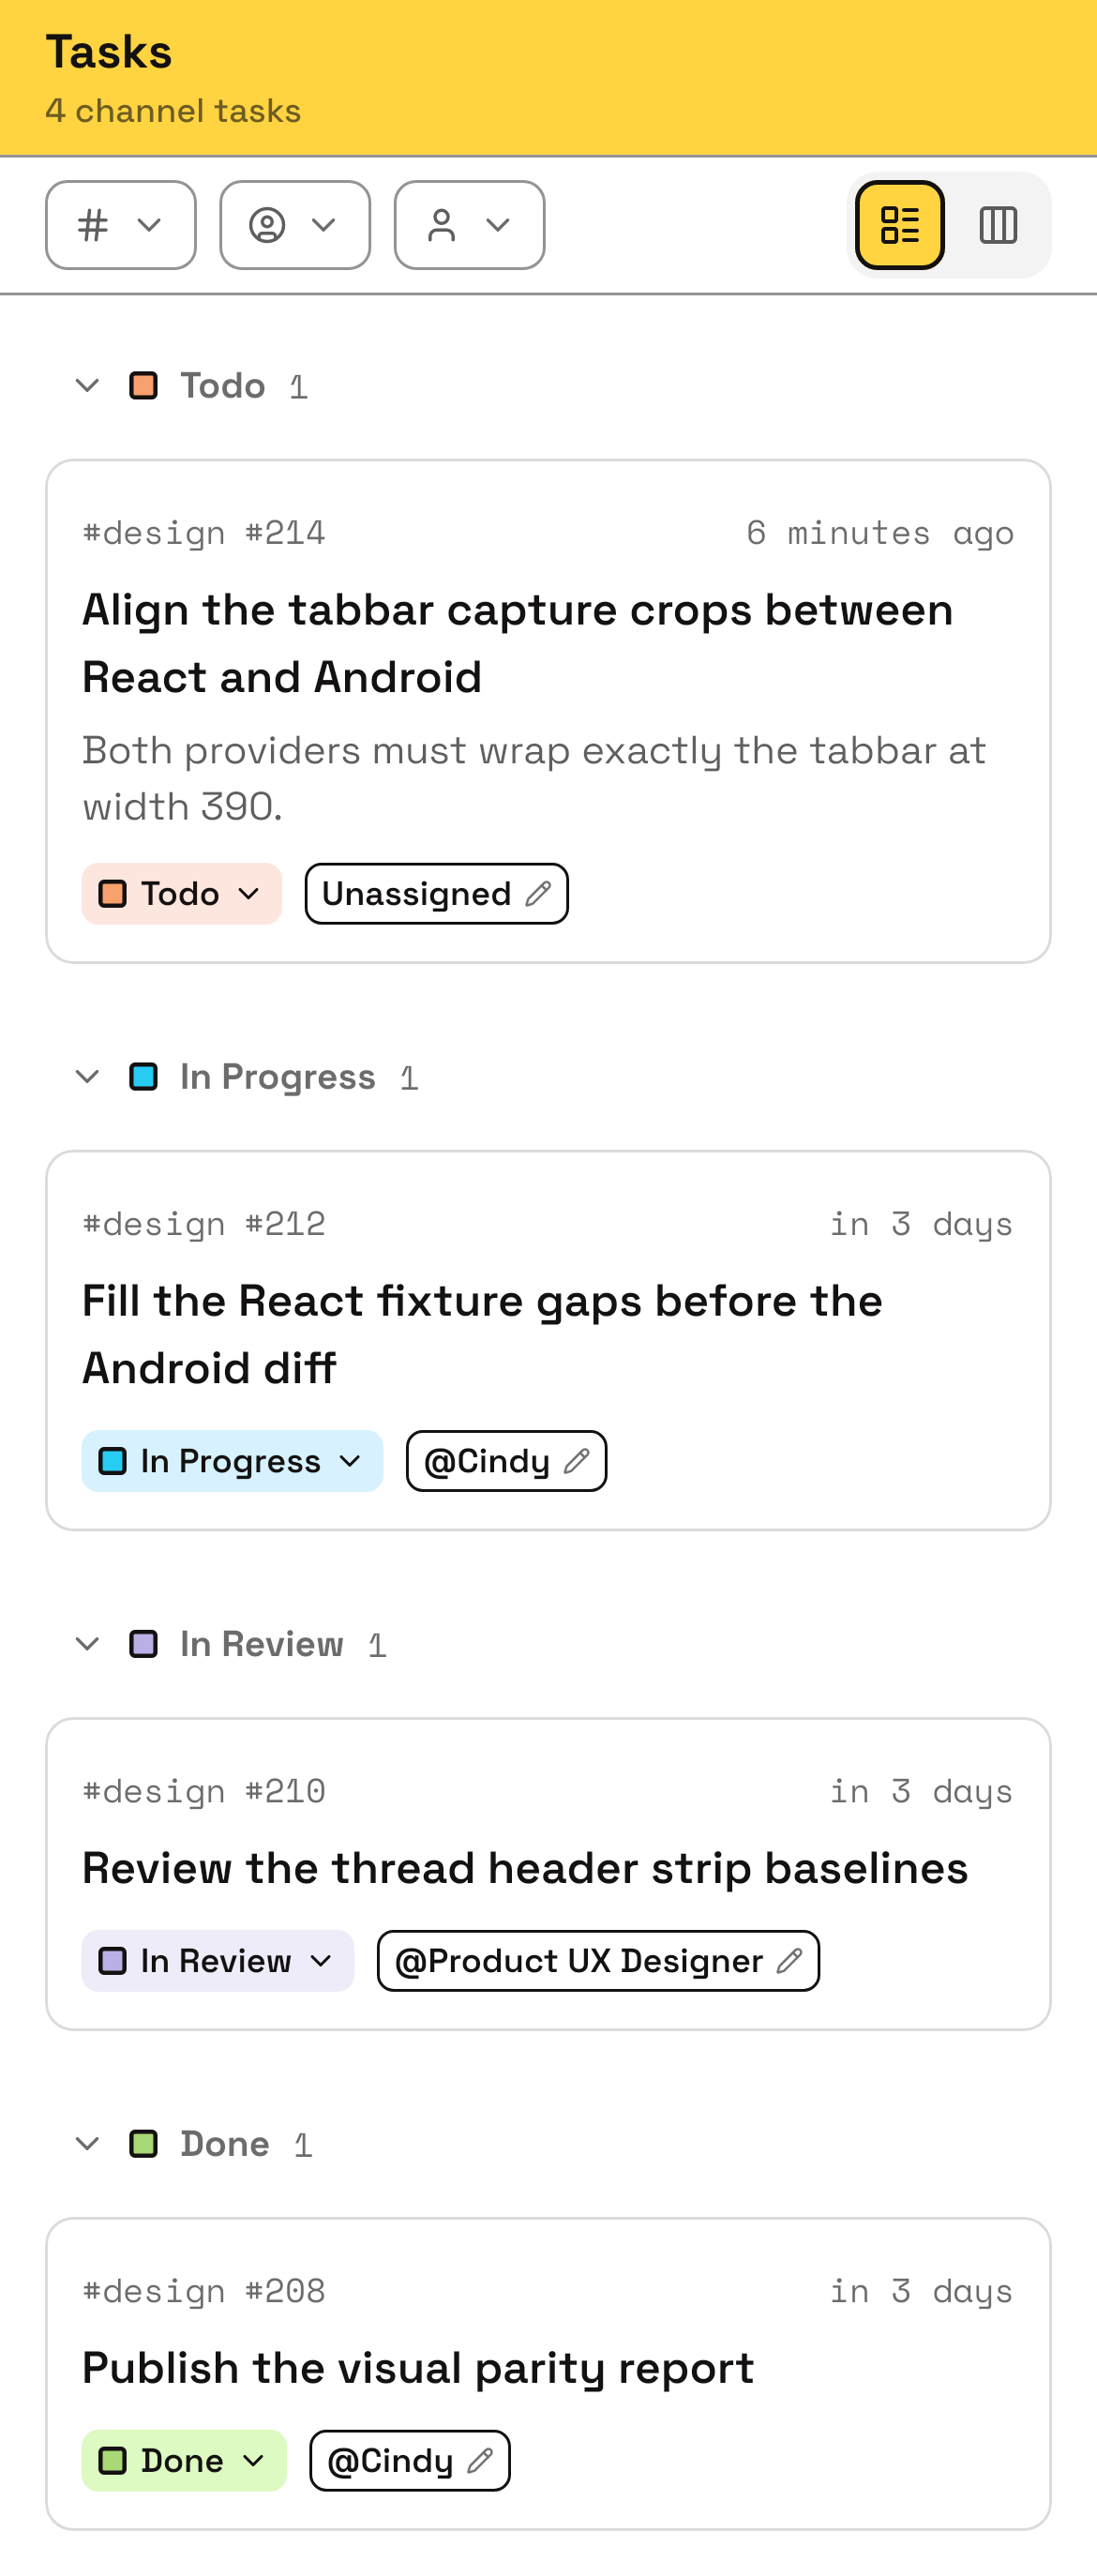 Tasks
4 channel tasks
Todo 1
#design #214 6 minutes ago
Align the tabbar capture crops between
React and Android
Both providers must wrap exactly the tabbar at
width 390.
Todo Unassigned
In Progress 1
#design #212 in 3 days
Fill the React fixture gaps before the
Android diff
In Progress @Cindy
In Review 1
#design #210 in 3 days
Review the thread header strip baselines
In Review @Product UX Designer
Done 1
#design #208 in 3 days
Publish the visual parity report
Done @Cindy